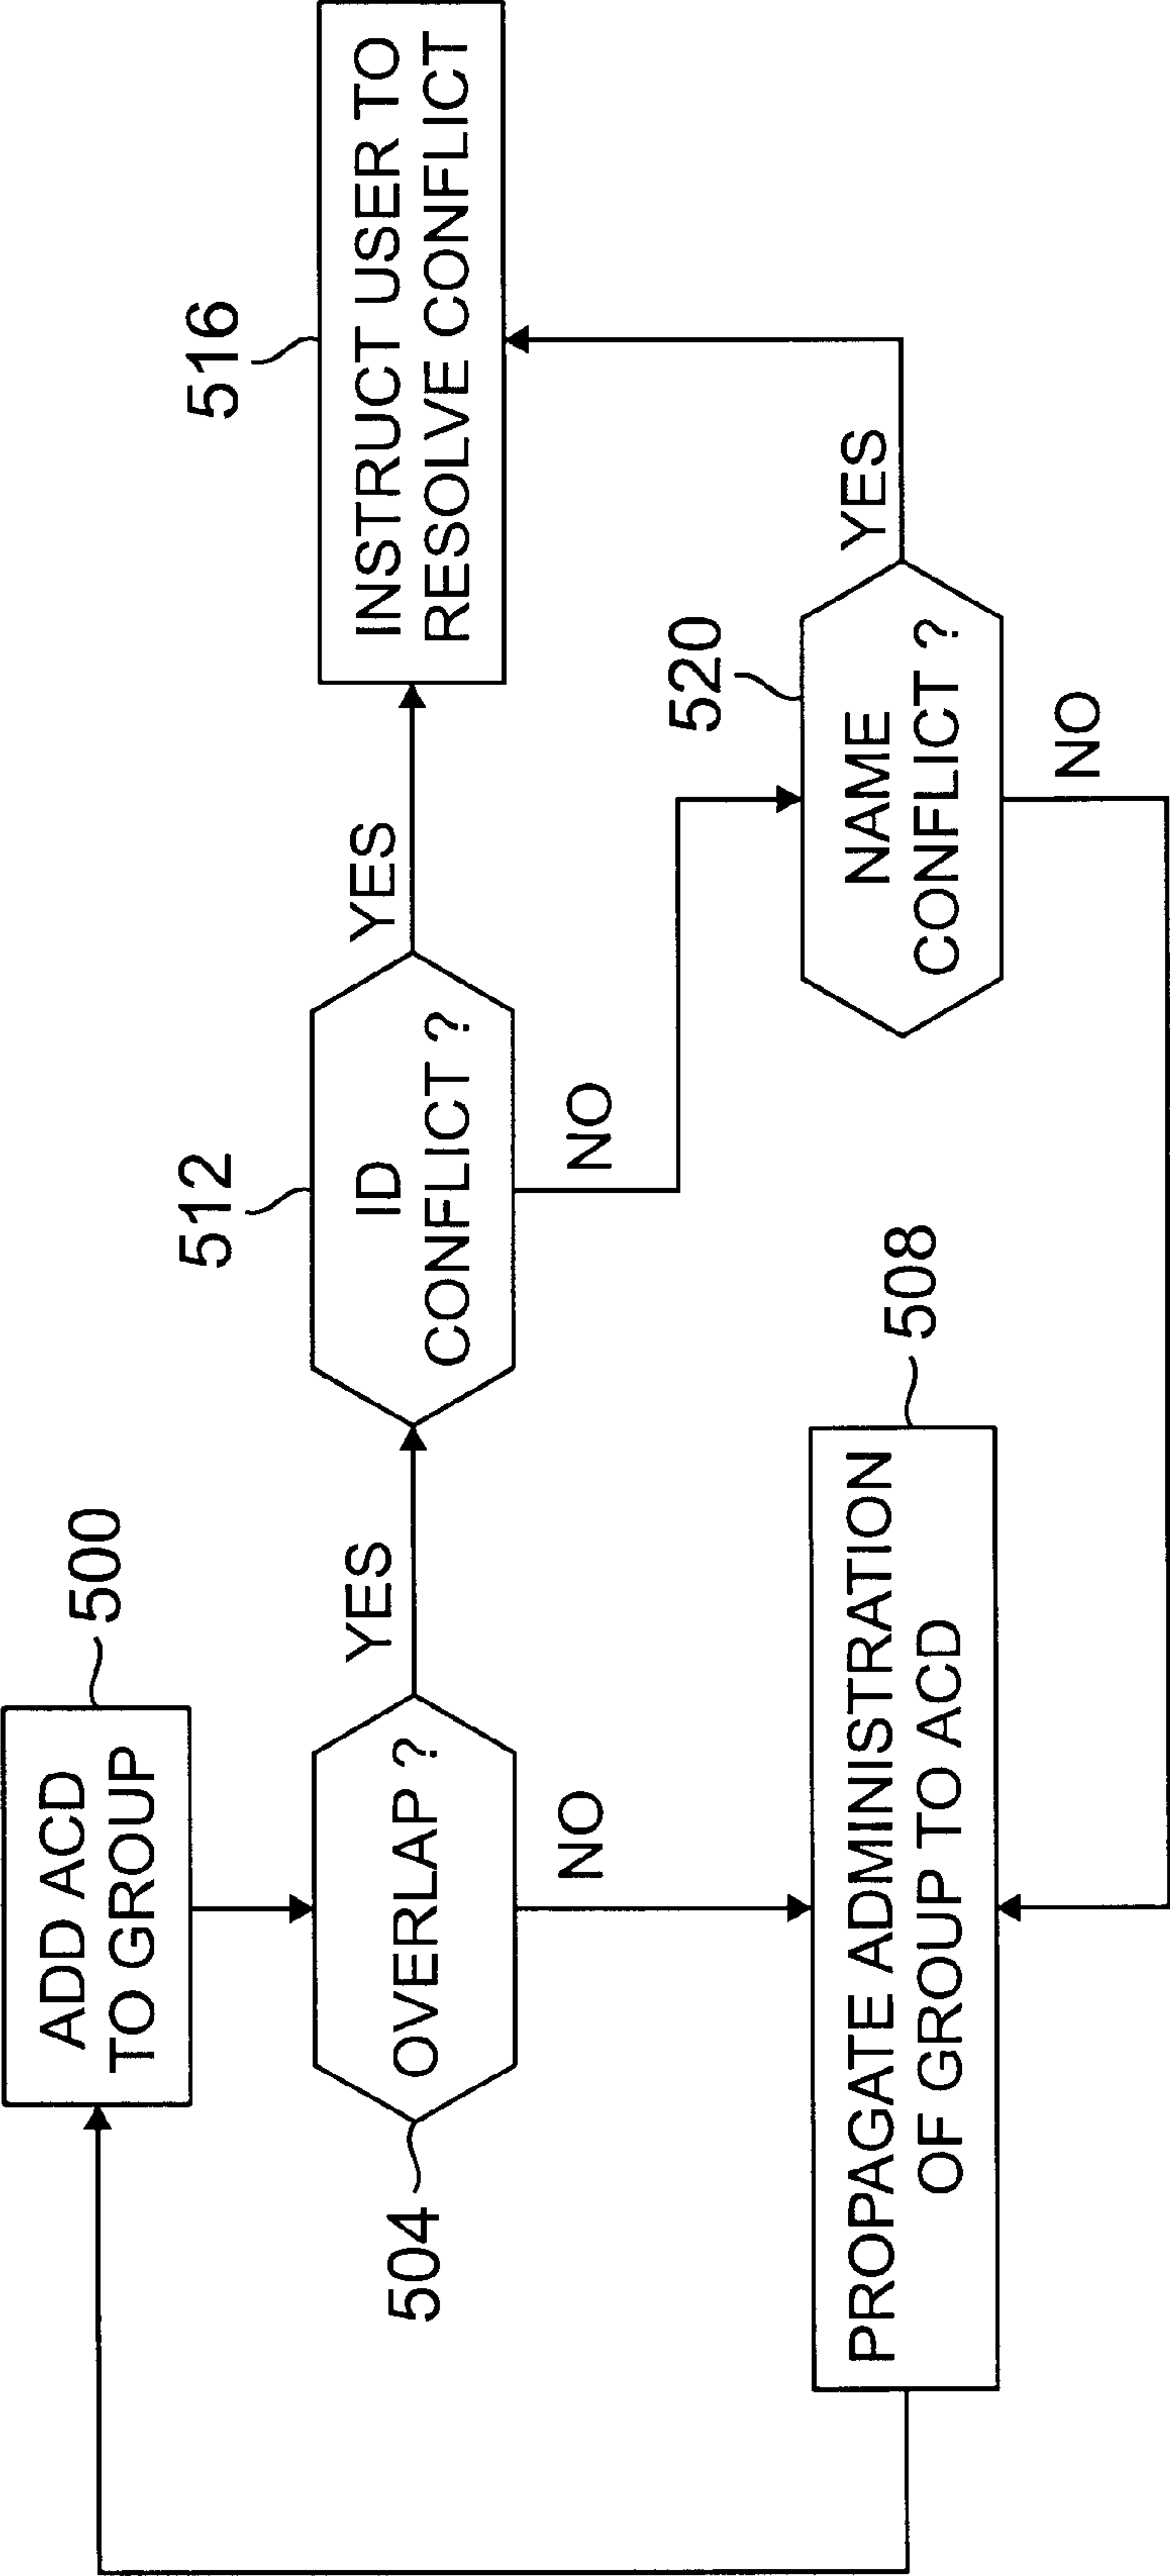 500
ADD ACD
TO GROUP
504
OVERLAP ?
YES
NO
512
ID
CONFLICT ?
YES
NO
516
INSTRUCT USER TO
RESOLVE CONFLICT
520
NAME
CONFLICT ?
YES
NO
508
PROPAGATE ADMINISTRATION
OF GROUP TO ACD